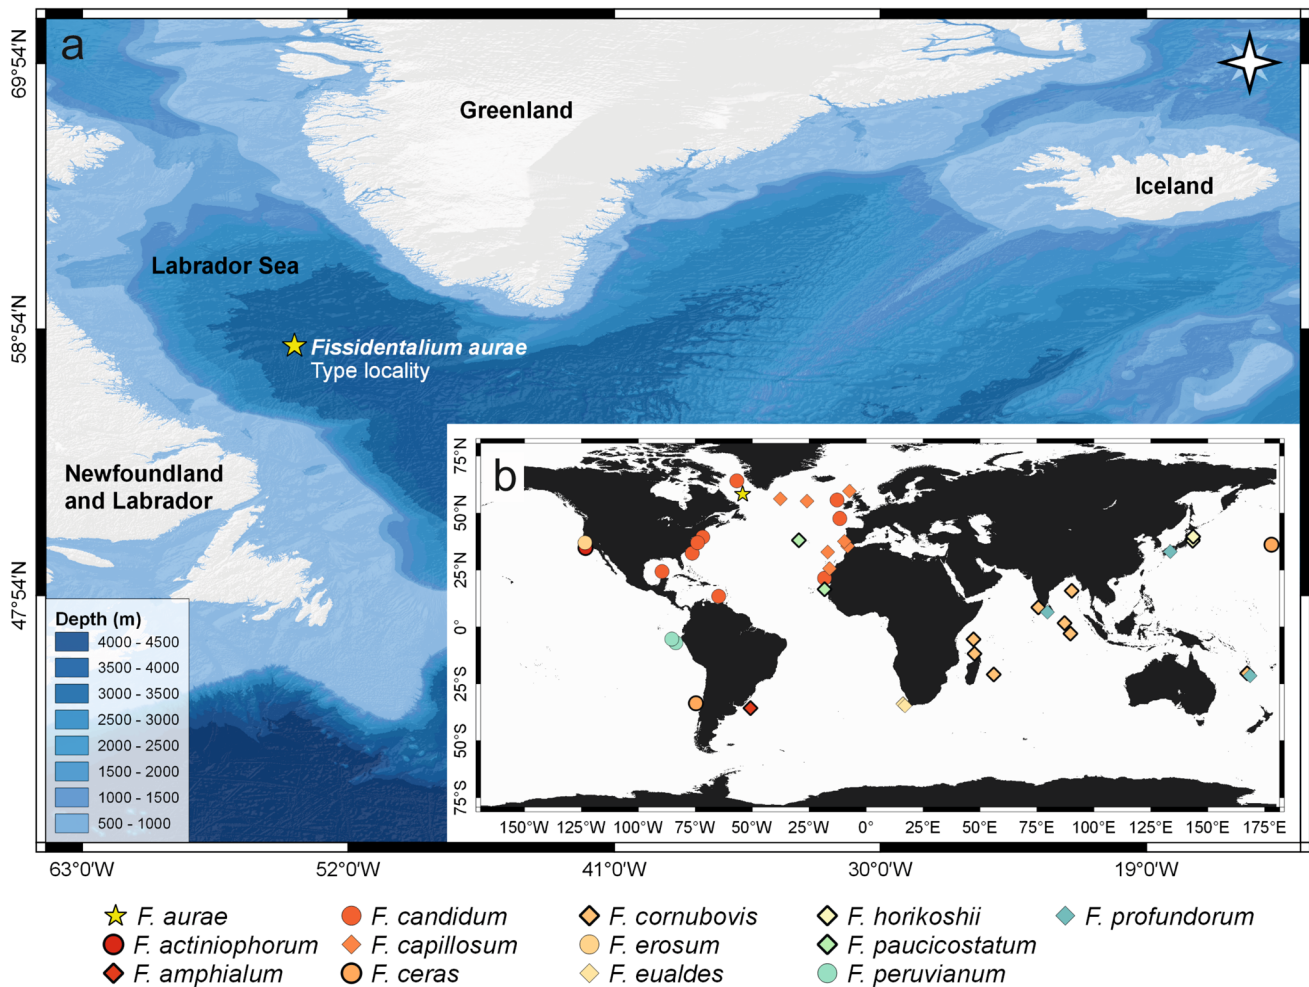 a
69°54'N
58°54'N
47°54'N
Greenland
Iceland
Labrador Sea
Fissidentalium aurae
Type locality
Newfoundland
and Labrador
Depth (m)
4000 - 4500
3500 - 4000
3000 - 3500
2500 - 3000
2000 - 2500
1500 - 2000
1000 - 1500
500 - 1000
b
75°N
50°N
25°N
0°
25°S
50°S
75°S
150°W 125°W 100°W 75°W 50°W 25°W 0° 25°E 50°E 75°E 100°E 125°E 150°E 175°E
63°0'W 52°0'W 41°0'W 30°0'W 19°0'W
F. aurae F. candidum F. cornubovis F. horikoshii F. profundorum
F. actiniophorum F. capillosum F. erosum F. paucicostatum
F. amphialum F. ceras F. eualdes F. peruvianum